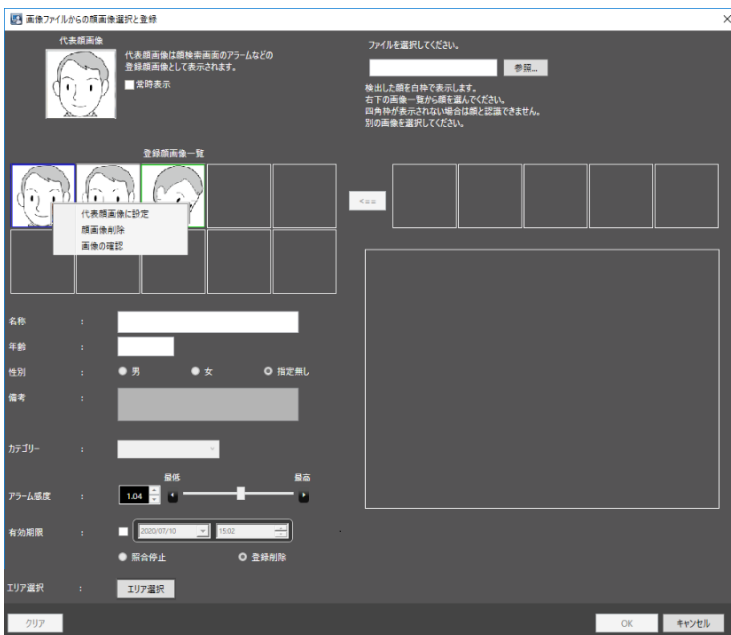 画像ファイルからの顔画像選択と登録
代表顔画像
代表顔画像は顔検索画面のアラームなどの
登録顔画像として表示されます。
常時表示
ファイルを選択してください。
参照...
検出した顔を白枠で表示します。
右下の画像一覧から顔を選んでください。
四角枠が表示されない場合は顔と認識できません。
別の画像を選択してください。
登録顔画像一覧
<==
代表顔画像に設定
顔画像削除
画像の確認
名称 :
年齢 :
性別 : 男 女 指定無し
備考 :
カテゴリー :
最低 最高
アラーム感度 : 1.04
有効期限 : 2020/07/10 15:02
照合停止 登録削除
エリア選択 : エリア選択
クリア OK キャンセル